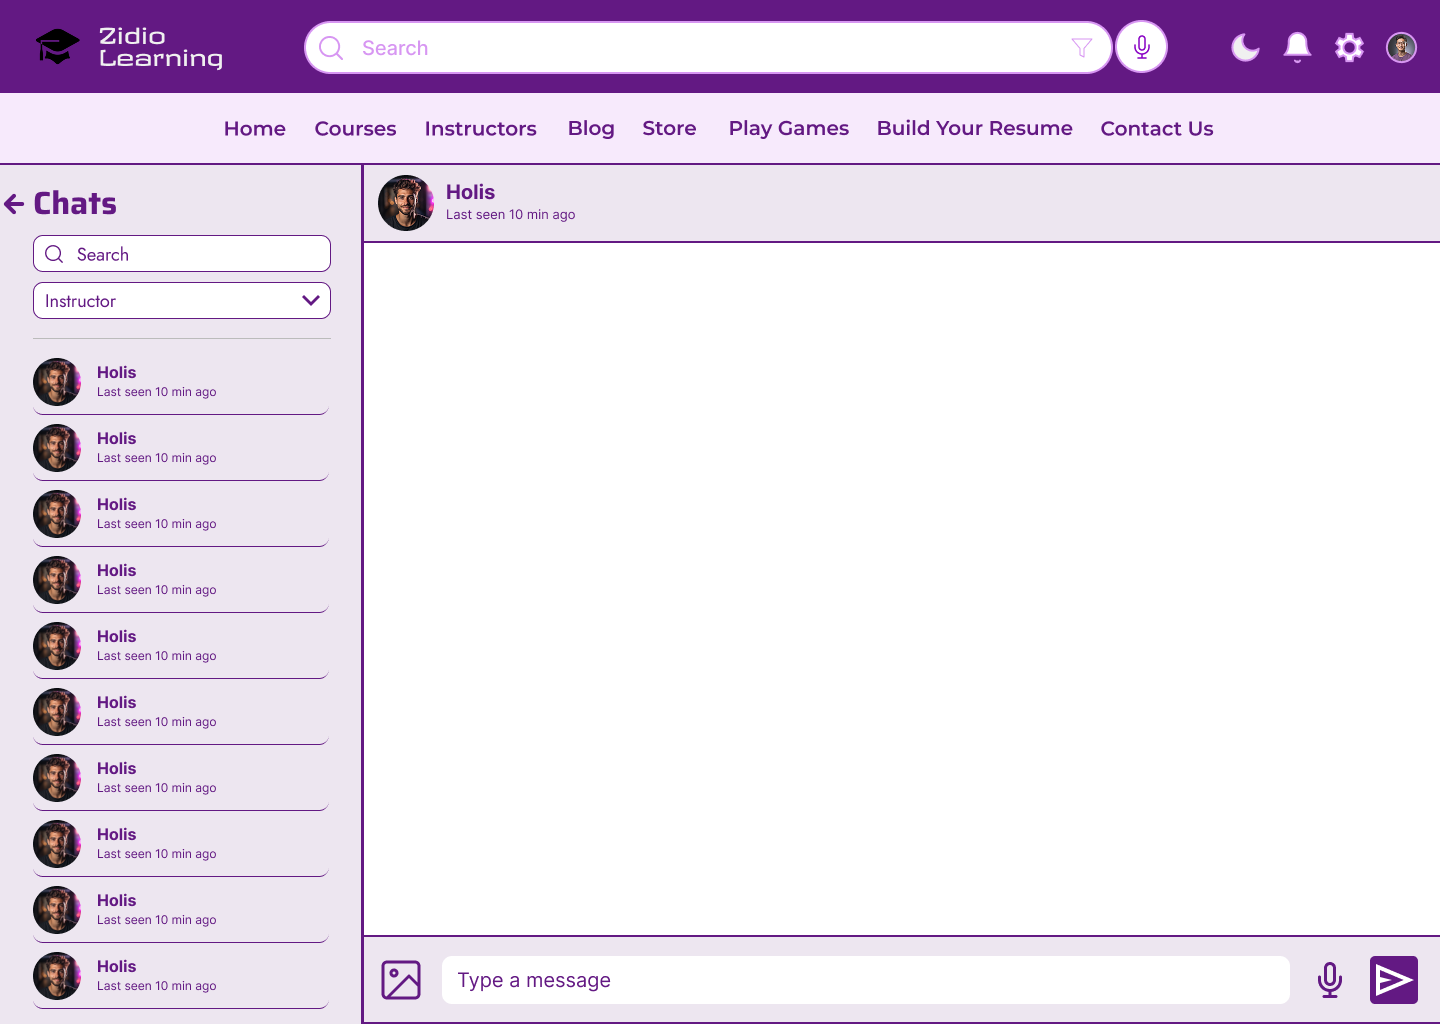 Zidio
Learning
Search
Home Courses Instructors Blog Store Play Games Build Your Resume Contact Us
Chats
Search
Instructor
Holis
Last seen 10 min ago
Holis
Last seen 10 min ago
Holis
Last seen 10 min ago
Holis
Last seen 10 min ago
Holis
Last seen 10 min ago
Holis
Last seen 10 min ago
Holis
Last seen 10 min ago
Holis
Last seen 10 min ago
Holis
Last seen 10 min ago
Holis
Last seen 10 min ago
Holis
Last seen 10 min ago
Type a message